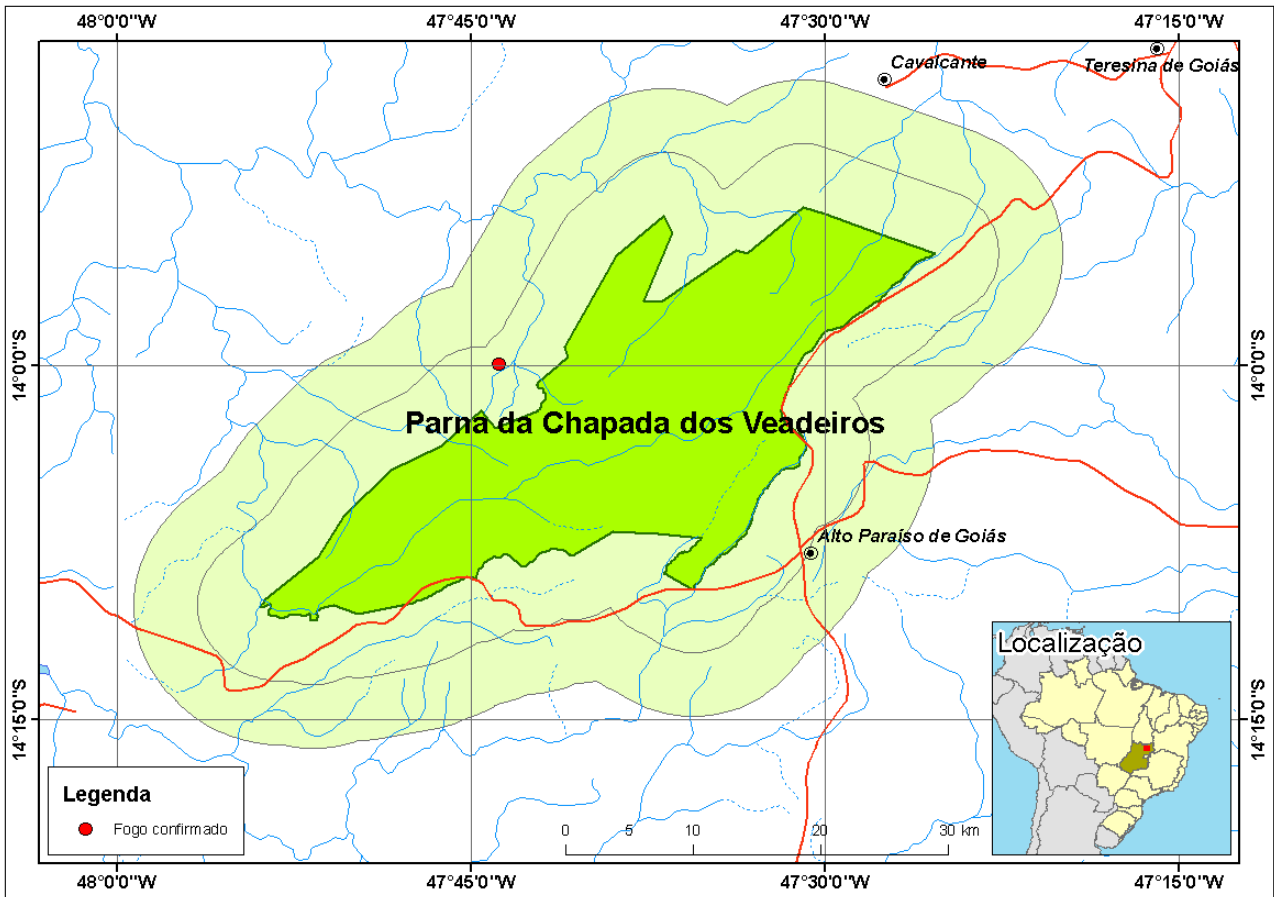 48°0'0"W 47°45'0"W 47°30'0"W 47°15'0"W
Cavalcante
Teresina de Goiás
14°0'0"S 14°0'0"S
Parna da Chapada dos Veadeiros
Alto Paraíso de Goiás
14°15'0"S 14°15'0"S
Localização
Legenda
Fogo confirmado
0 5 10 20 30 km
48°0'0"W 47°45'0"W 47°30'0"W 47°15'0"W